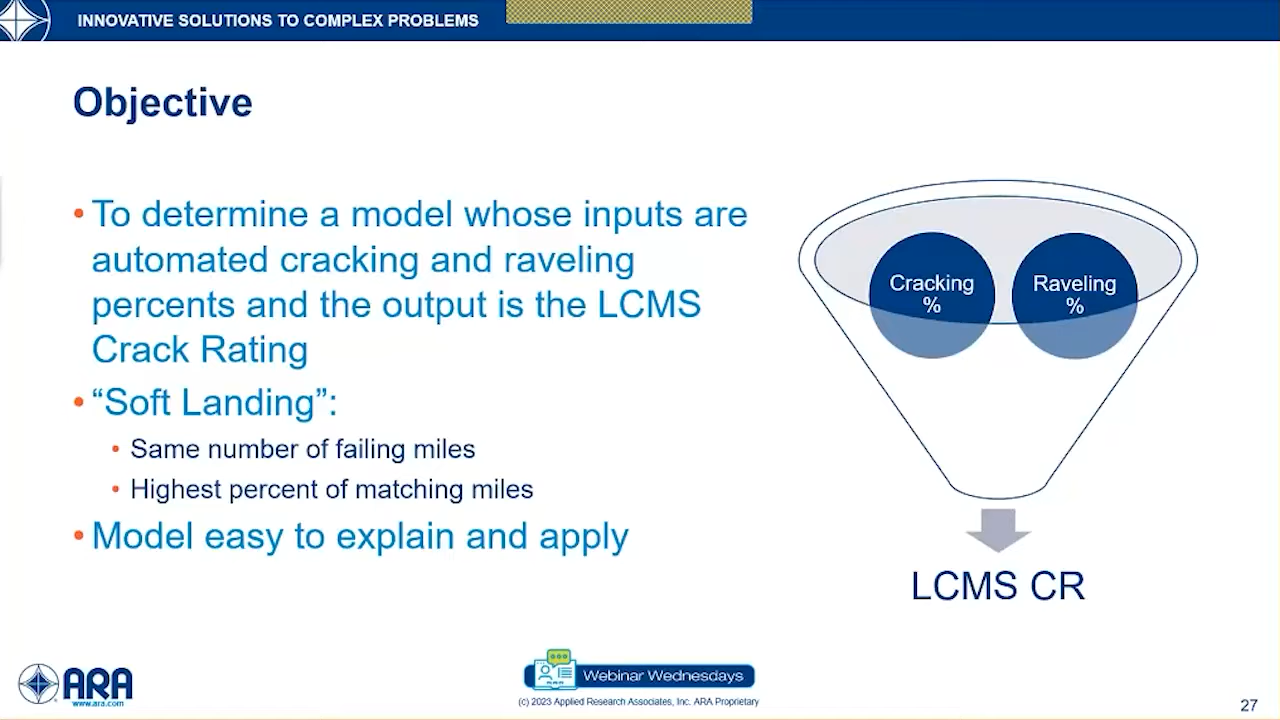 INNOVATIVE SOLUTIONS TO COMPLEX PROBLEMS
Objective
• To determine a model whose inputs are
automated cracking and raveling
percents and the output is the LCMS
Crack Rating
• “Soft Landing”:
• Same number of failing miles
• Highest percent of matching miles
• Model easy to explain and apply
Cracking
%
Raveling
%
LCMS CR
ARA
www.ara.com
Webinar Wednesdays
(c) 2023 Applied Research Associates, Inc. ARA Proprietary
27